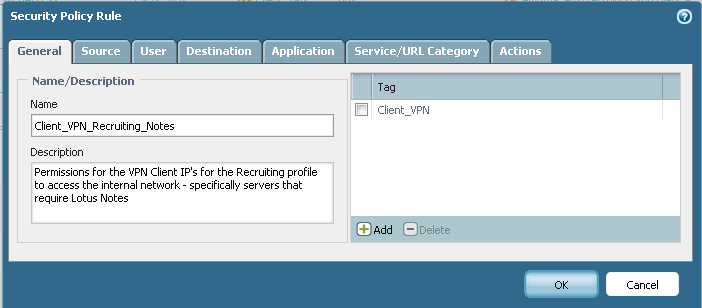 Security Policy Rule
General Source User Destination Application Service/URL Category Actions
Name/Description
Name
Client_VPN_Recruiting_Notes
Description
Permissions for the VPN Client IP's for the Recruiting profile
to access the internal network - specifically servers that
require Lotus Notes
Tag
Client_VPN
Add Delete
OK Cancel